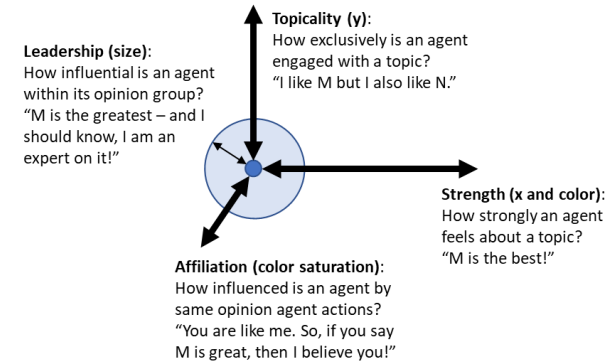 Topicality (y):
How exclusively is an agent
engaged with a topic?
“I like M but I also like N.”
Leadership (size):
How influential is an agent
within its opinion group?
“M is the greatest – and I
should know, I am an
expert on it!”
Strength (x and color):
How strongly an agent
feels about a topic?
“M is the best!”
Affiliation (color saturation):
How influenced is an agent by
same opinion agent actions?
“You are like me. So, if you say
M is great, then I believe you!”